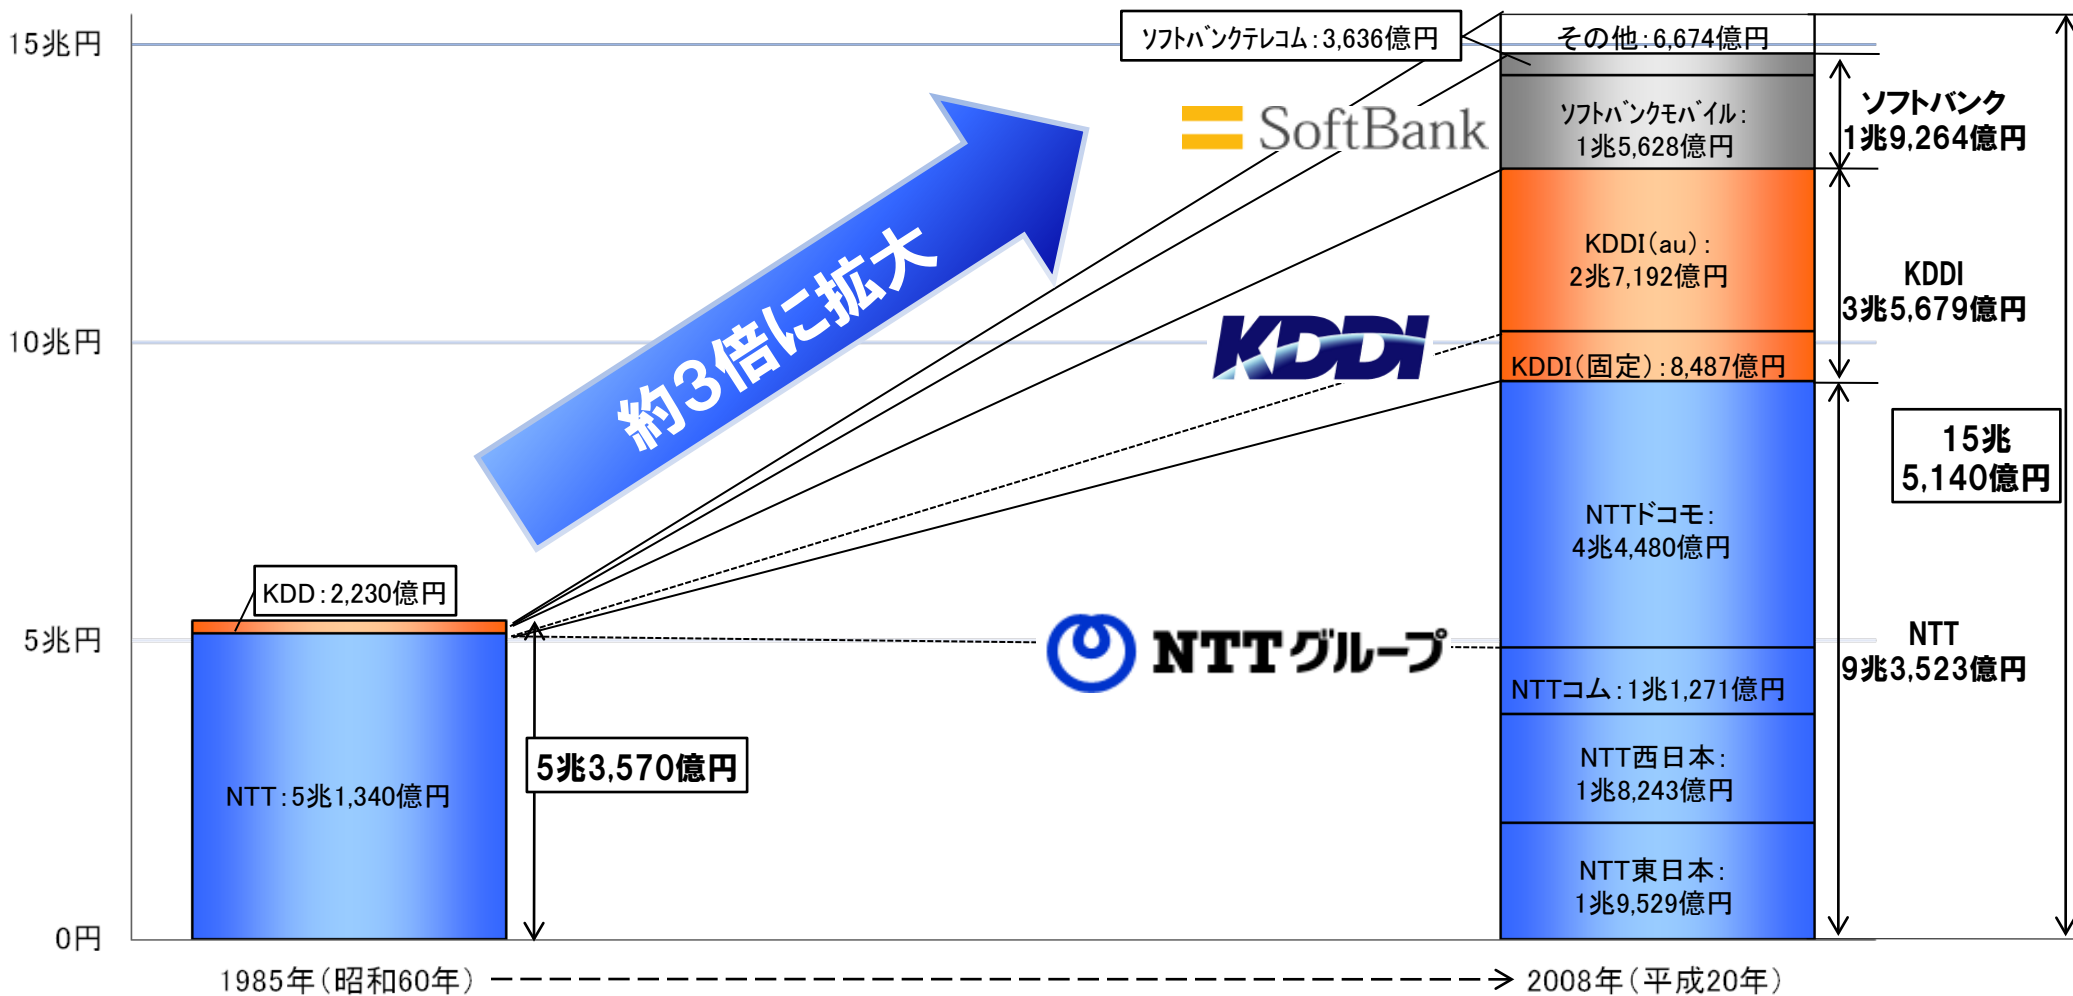 15兆円
10兆円
5兆円
0円
ソフトバンクテレコム：3,636億円
その他：6,674億円
SoftBank
ソフトバンクモバイル：
1兆5,628億円
ソフトバンク
1兆9,264億円
約3倍に拡大
KDDI（au）：
2兆7,192億円
KDDI
3兆5,679億円
KDDI
KDDI（固定）：8,487億円
15兆
5,140億円
NTTドコモ：
4兆4,480億円
KDD：2,230億円
NTTグループ
NTT
9兆3,523億円
NTTコム：1兆1,271億円
5兆3,570億円
NTT：5兆1,340億円
NTT西日本：
1兆8,243億円
NTT東日本：
1兆9,529億円
1985年（昭和60年）
2008年（平成20年）